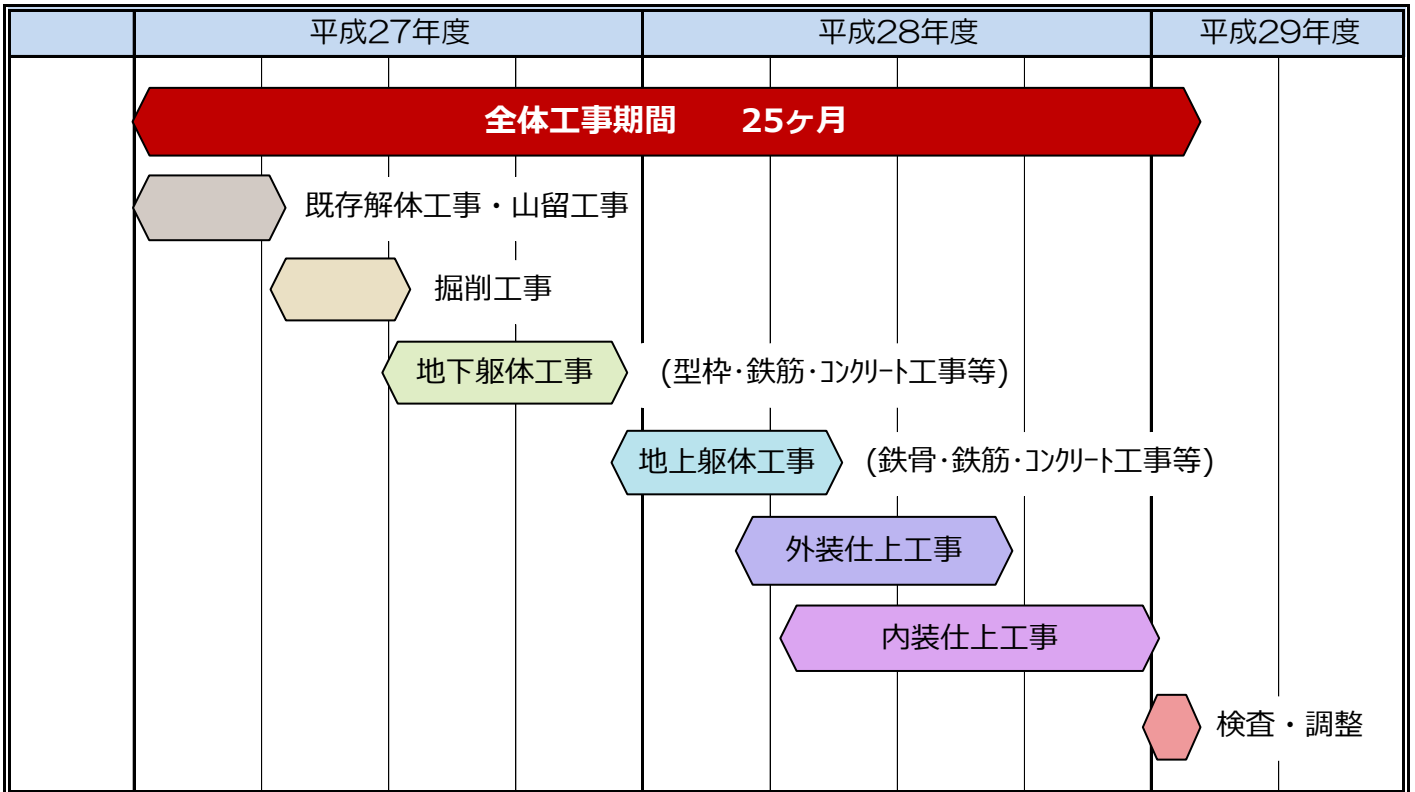 平成27年度 平成28年度 平成29年度
全体工事期間　　25ヶ月
既存解体工事・山留工事
掘削工事
地下躯体工事 (型枠･鉄筋･ｺﾝｸﾘｰﾄ工事等)
地上躯体工事 (鉄骨･鉄筋･ｺﾝｸﾘｰﾄ工事等)
外装仕上工事
内装仕上工事
検査・調整